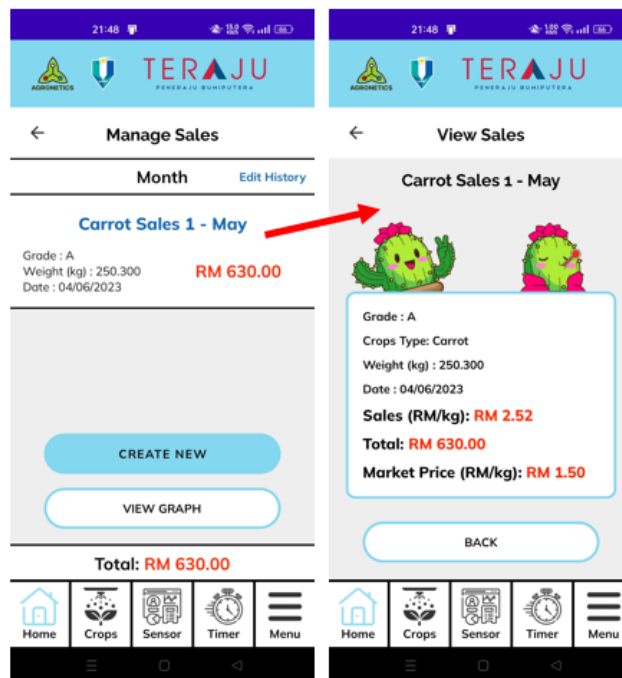 21:48
AGRONETICS
TERAJU
PENERAJU BUMIPUTERA
Manage Sales
Month
Edit History
Carrot Sales 1 - May
Grade : A
Weight (kg) : 250.300
Date : 04/06/2023
RM 630.00
CREATE NEW
VIEW GRAPH
Total: RM 630.00
Home
Crops
Sensor
Timer
Menu
21:48
AGRONETICS
TERAJU
PENERAJU BUMIPUTERA
View Sales
Carrot Sales 1 - May
Grade : A
Crops Type: Carrot
Weight (kg) : 250.300
Date : 04/06/2023
Sales (RM/kg): RM 2.52
Total: RM 630.00
Market Price (RM/kg): RM 1.50
BACK
Home
Crops
Sensor
Timer
Menu